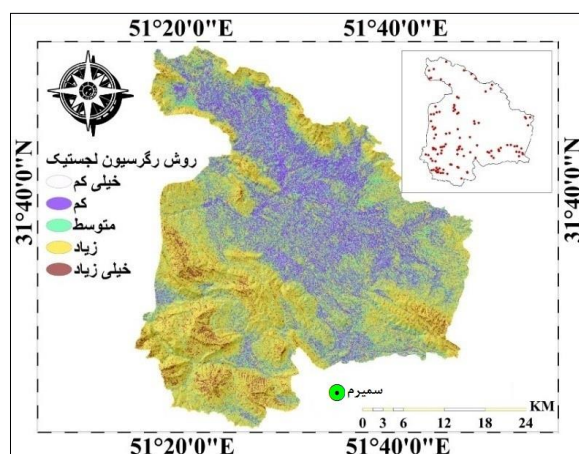 51°20'0"E 51°40'0"E
31°40'0"N
31°40'0"N
روش رگرسیون لجستیک
خیلی کم
کم
متوسط
زیاد
خیلی زیاد
سمیرم
KM
0 3 6 12 18 24
51°20'0"E 51°40'0"E